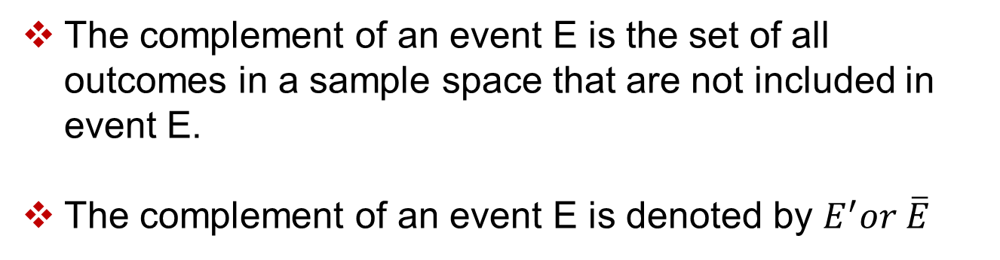 ❖ The complement of an event E is the set of all
outcomes in a sample space that are not included in
event E.
❖ The complement of an event E is denoted by E′or Ē